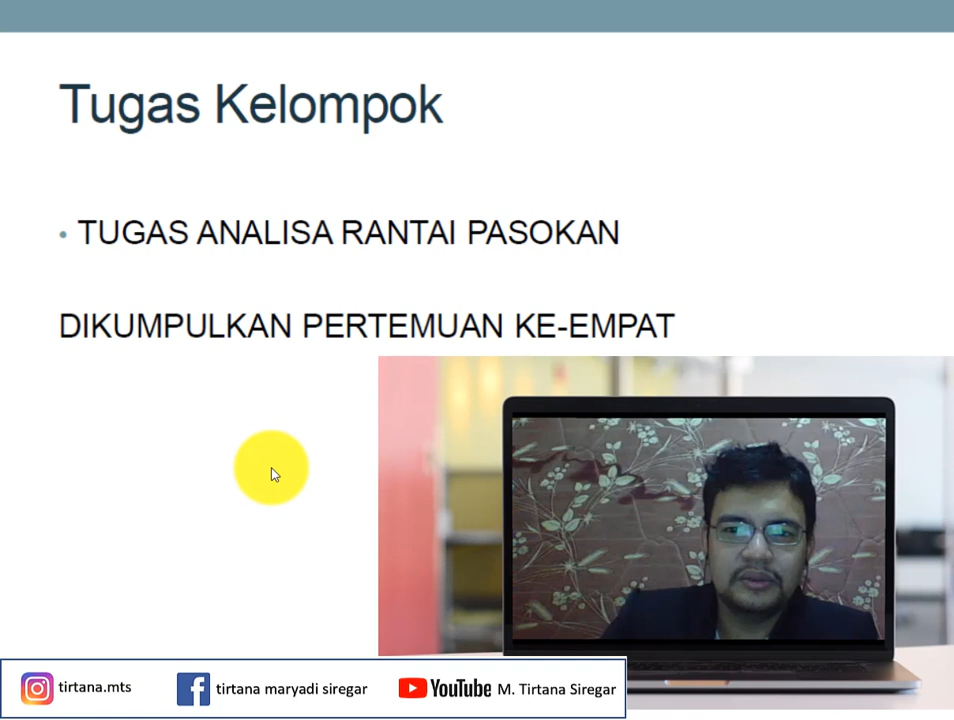 Tugas Kelompok
• TUGAS ANALISA RANTAI PASOKAN
DIKUMPULKAN PERTEMUAN KE-EMPAT
tirtana.mts
tirtana maryadi siregar
YouTube M. Tirtana Siregar